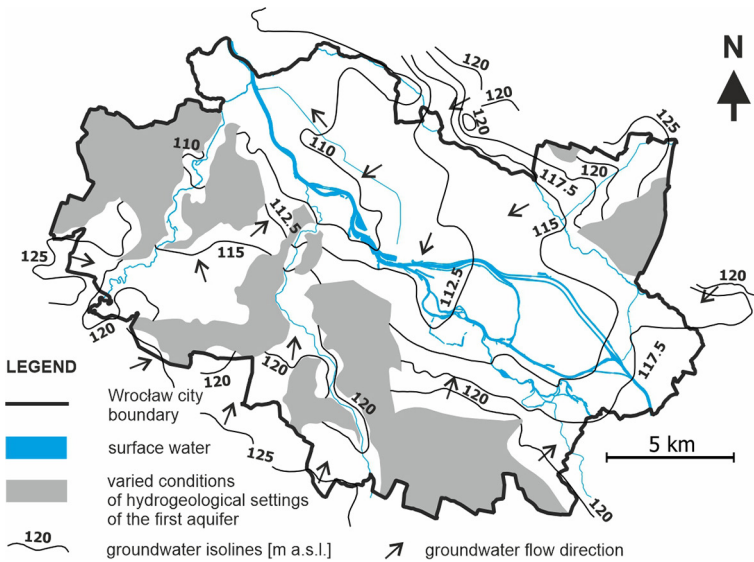 120
N
120
120
125
110
110
120
117.5
112.5
115
125
115
120
112.5
120
117.5
120
120
120
120
125
120
LEGEND
Wrocław city
boundary
surface water
varied conditions
of hydrogeological settings
of the first aquifer
120
groundwater isolines [m a.s.l.]
groundwater flow direction
5 km